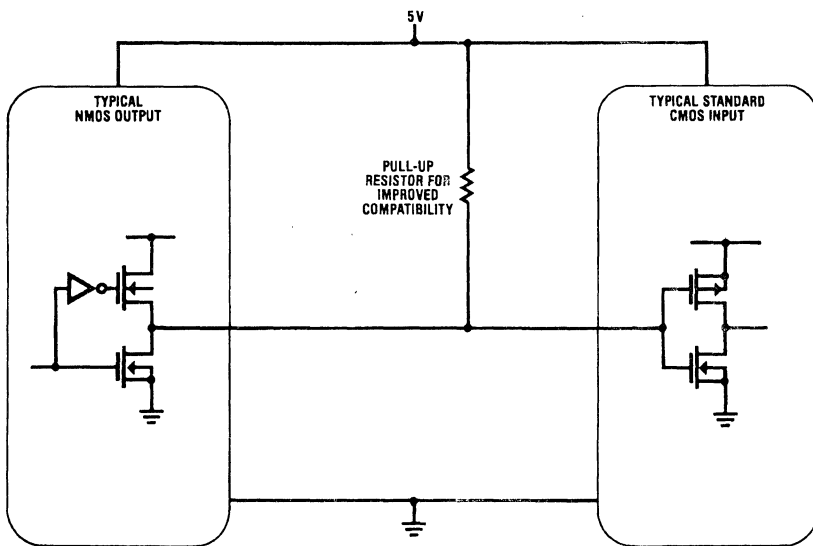 5V
TYPICAL
NMOS OUTPUT
TYPICAL STANDARD
CMOS INPUT
PULL-UP
RESISTOR FOR
IMPROVED
COMPATIBILITY